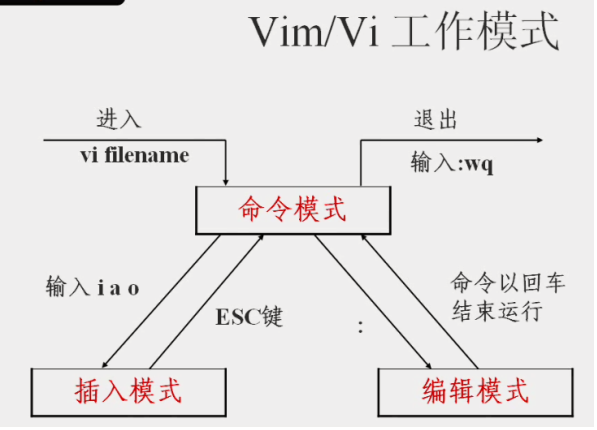 Vim/Vi 工作模式
进入
vi filename
退出
输入:wq
命令模式
输入 i a o
ESC键
:
命令以回车
结束运行
插入模式
编辑模式